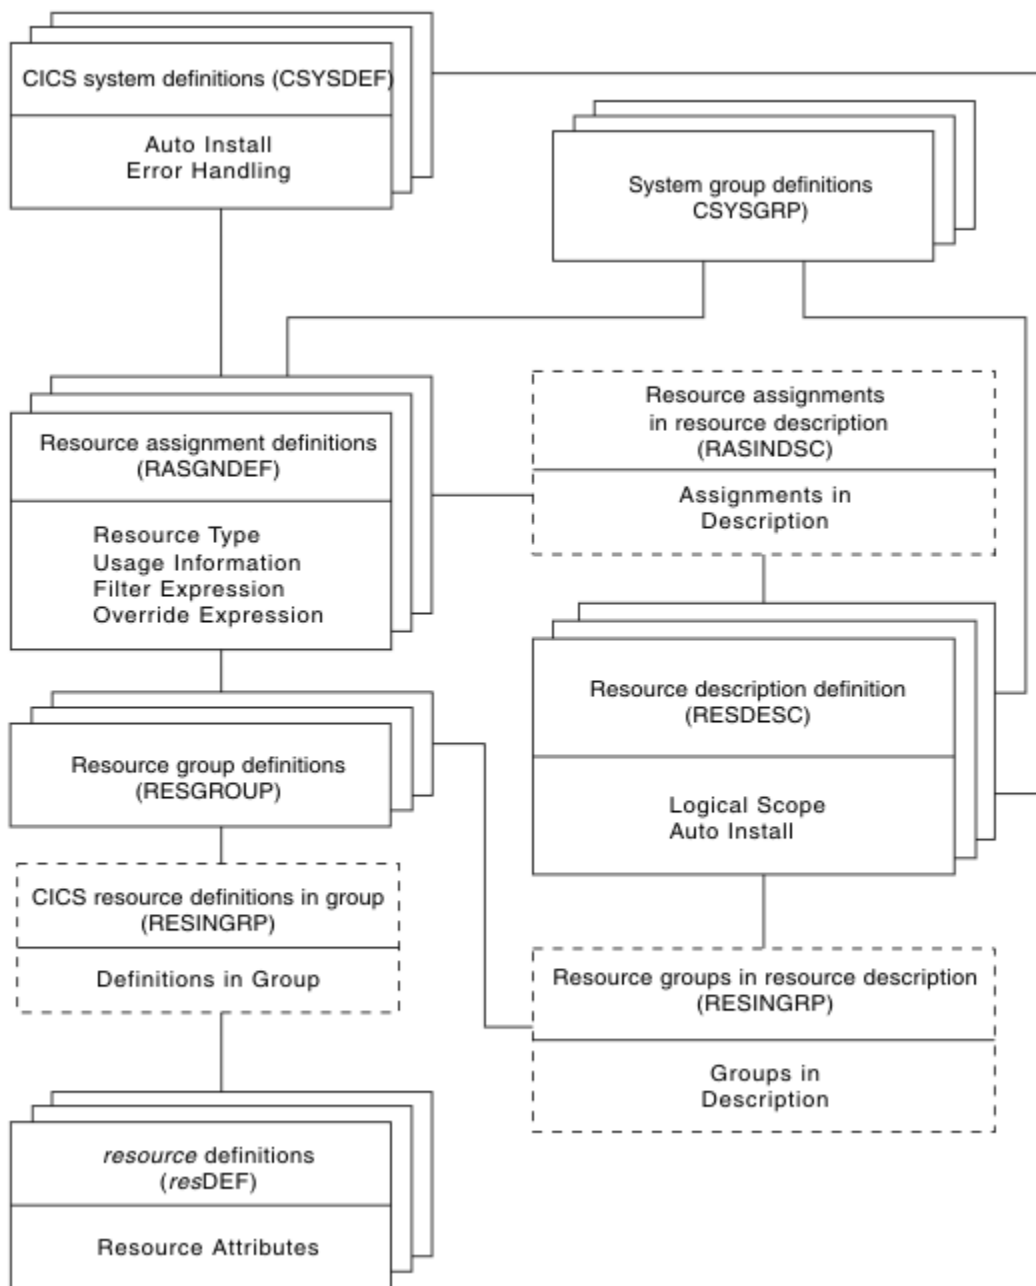 CICS system definitions (CSYSDEF)
Auto Install
Error Handling
System group definitions
CSYSGRP)
Resource assignment definitions
(RASGNDEF)
Resource Type
Usage Information
Filter Expression
Override Expression
Resource assignments
in resource description
(RASINDSC)
Assignments in
Description
Resource group definitions
(RESGROUP)
Resource description definition
(RESDESC)
Logical Scope
Auto Install
CICS resource definitions in group
(RESINGRP)
Definitions in Group
Resource groups in resource description
(RESINGRP)
Groups in
Description
resource definitions
(resDEF)
Resource Attributes